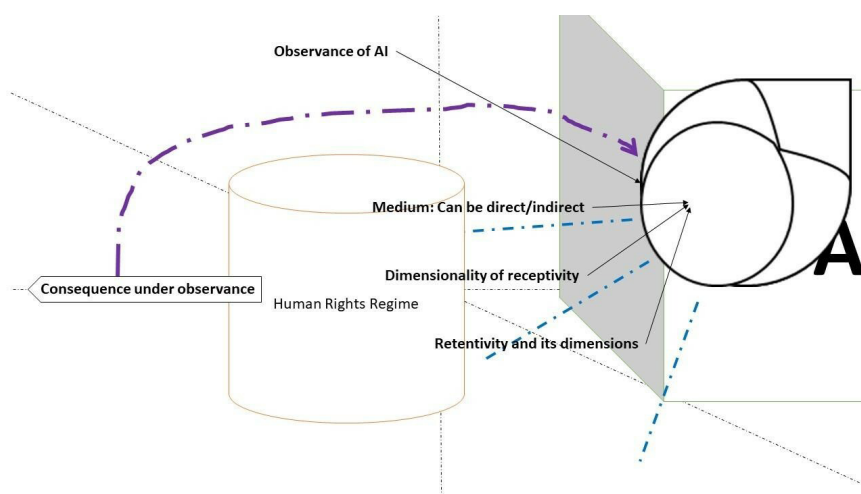 Observance of AI
Medium: Can be direct/indirect
Dimensionality of receptivity
Consequence under observance
Human Rights Regime
Retentivity and its dimensions
A